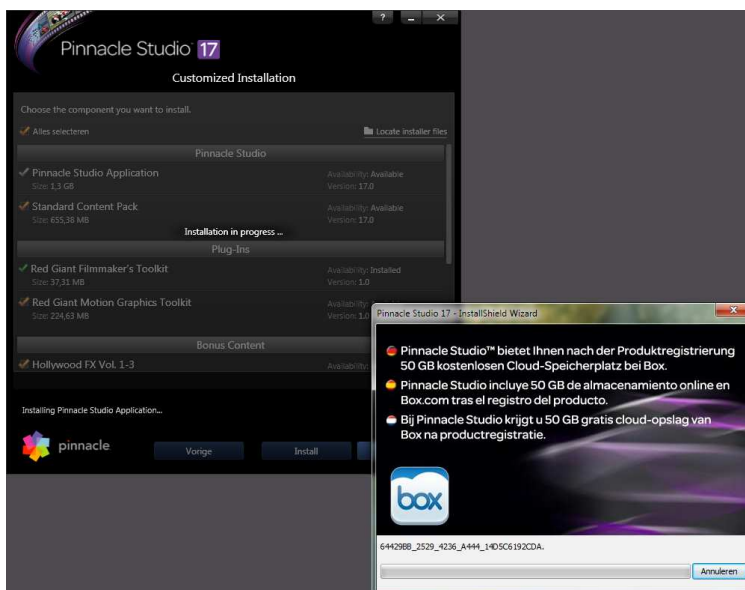 Pinnacle Studio 17
Customized Installation
Choose the component you want to install.
Alles selecteren
Locate installer files
Pinnacle Studio
Pinnacle Studio Application
Availability: Available
Size: 1,3 GB
Version: 17.0
Standard Content Pack
Availability: Available
Size: 655,38 MB
Version: 17.0
Installation in progress ...
Plug-Ins
Red Giant Filmmaker's Toolkit
Availability: Installed
Size: 37,31 MB
Version: 1.0
Red Giant Motion Graphics Toolkit
Size: 224,63 MB
Version: 1.0
Bonus Content
Hollywood FX Vol. 1-3
Installing Pinnacle Studio Application...
pinnacle
Vorige
Install
Pinnacle Studio 17 - InstallShield Wizard
Pinnacle Studio™ bietet Ihnen nach der Produktregistrierung
50 GB kostenlosen Cloud-Speicherplatz bei Box.
Pinnacle Studio incluye 50 GB de almacenamiento online en
Box.com tras el registro del producto.
Bij Pinnacle Studio krijgt u 50 GB gratis cloud-opslag van
Box na productregistratie.
box
64429BB_2529_4236_A444_14D5C6192CDA.
Annuleren